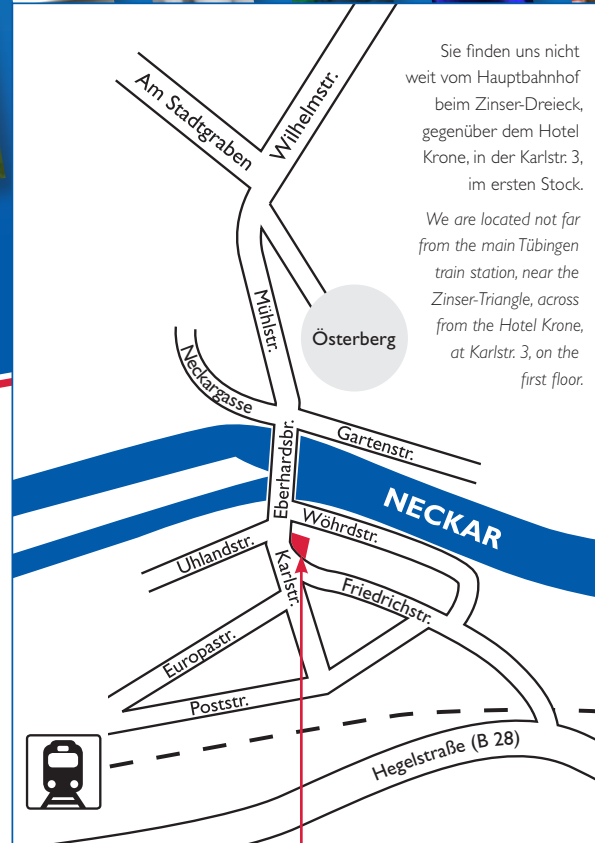 Sie finden uns nicht
weit vom Hauptbahnhof
beim Zinser-Dreieck,
gegenüber dem Hotel
Krone, in der Karlstr. 3,
im ersten Stock.
We are located not far
from the main Tübingen
train station, near the
Zinser-Triangle, across
from the Hotel Krone,
at Karlstr. 3, on the
first floor.
Am Stadtgraben
Wilhelmstr.
Mühlstr.
Österberg
Neckargasse
Gartenstr.
Eberhardsbr.
NECKAR
Wöhrdstr.
Uhlandstr.
Karlstr.
Friedrichstr.
Europastr.
Poststr.
Hegelstraße (B 28)